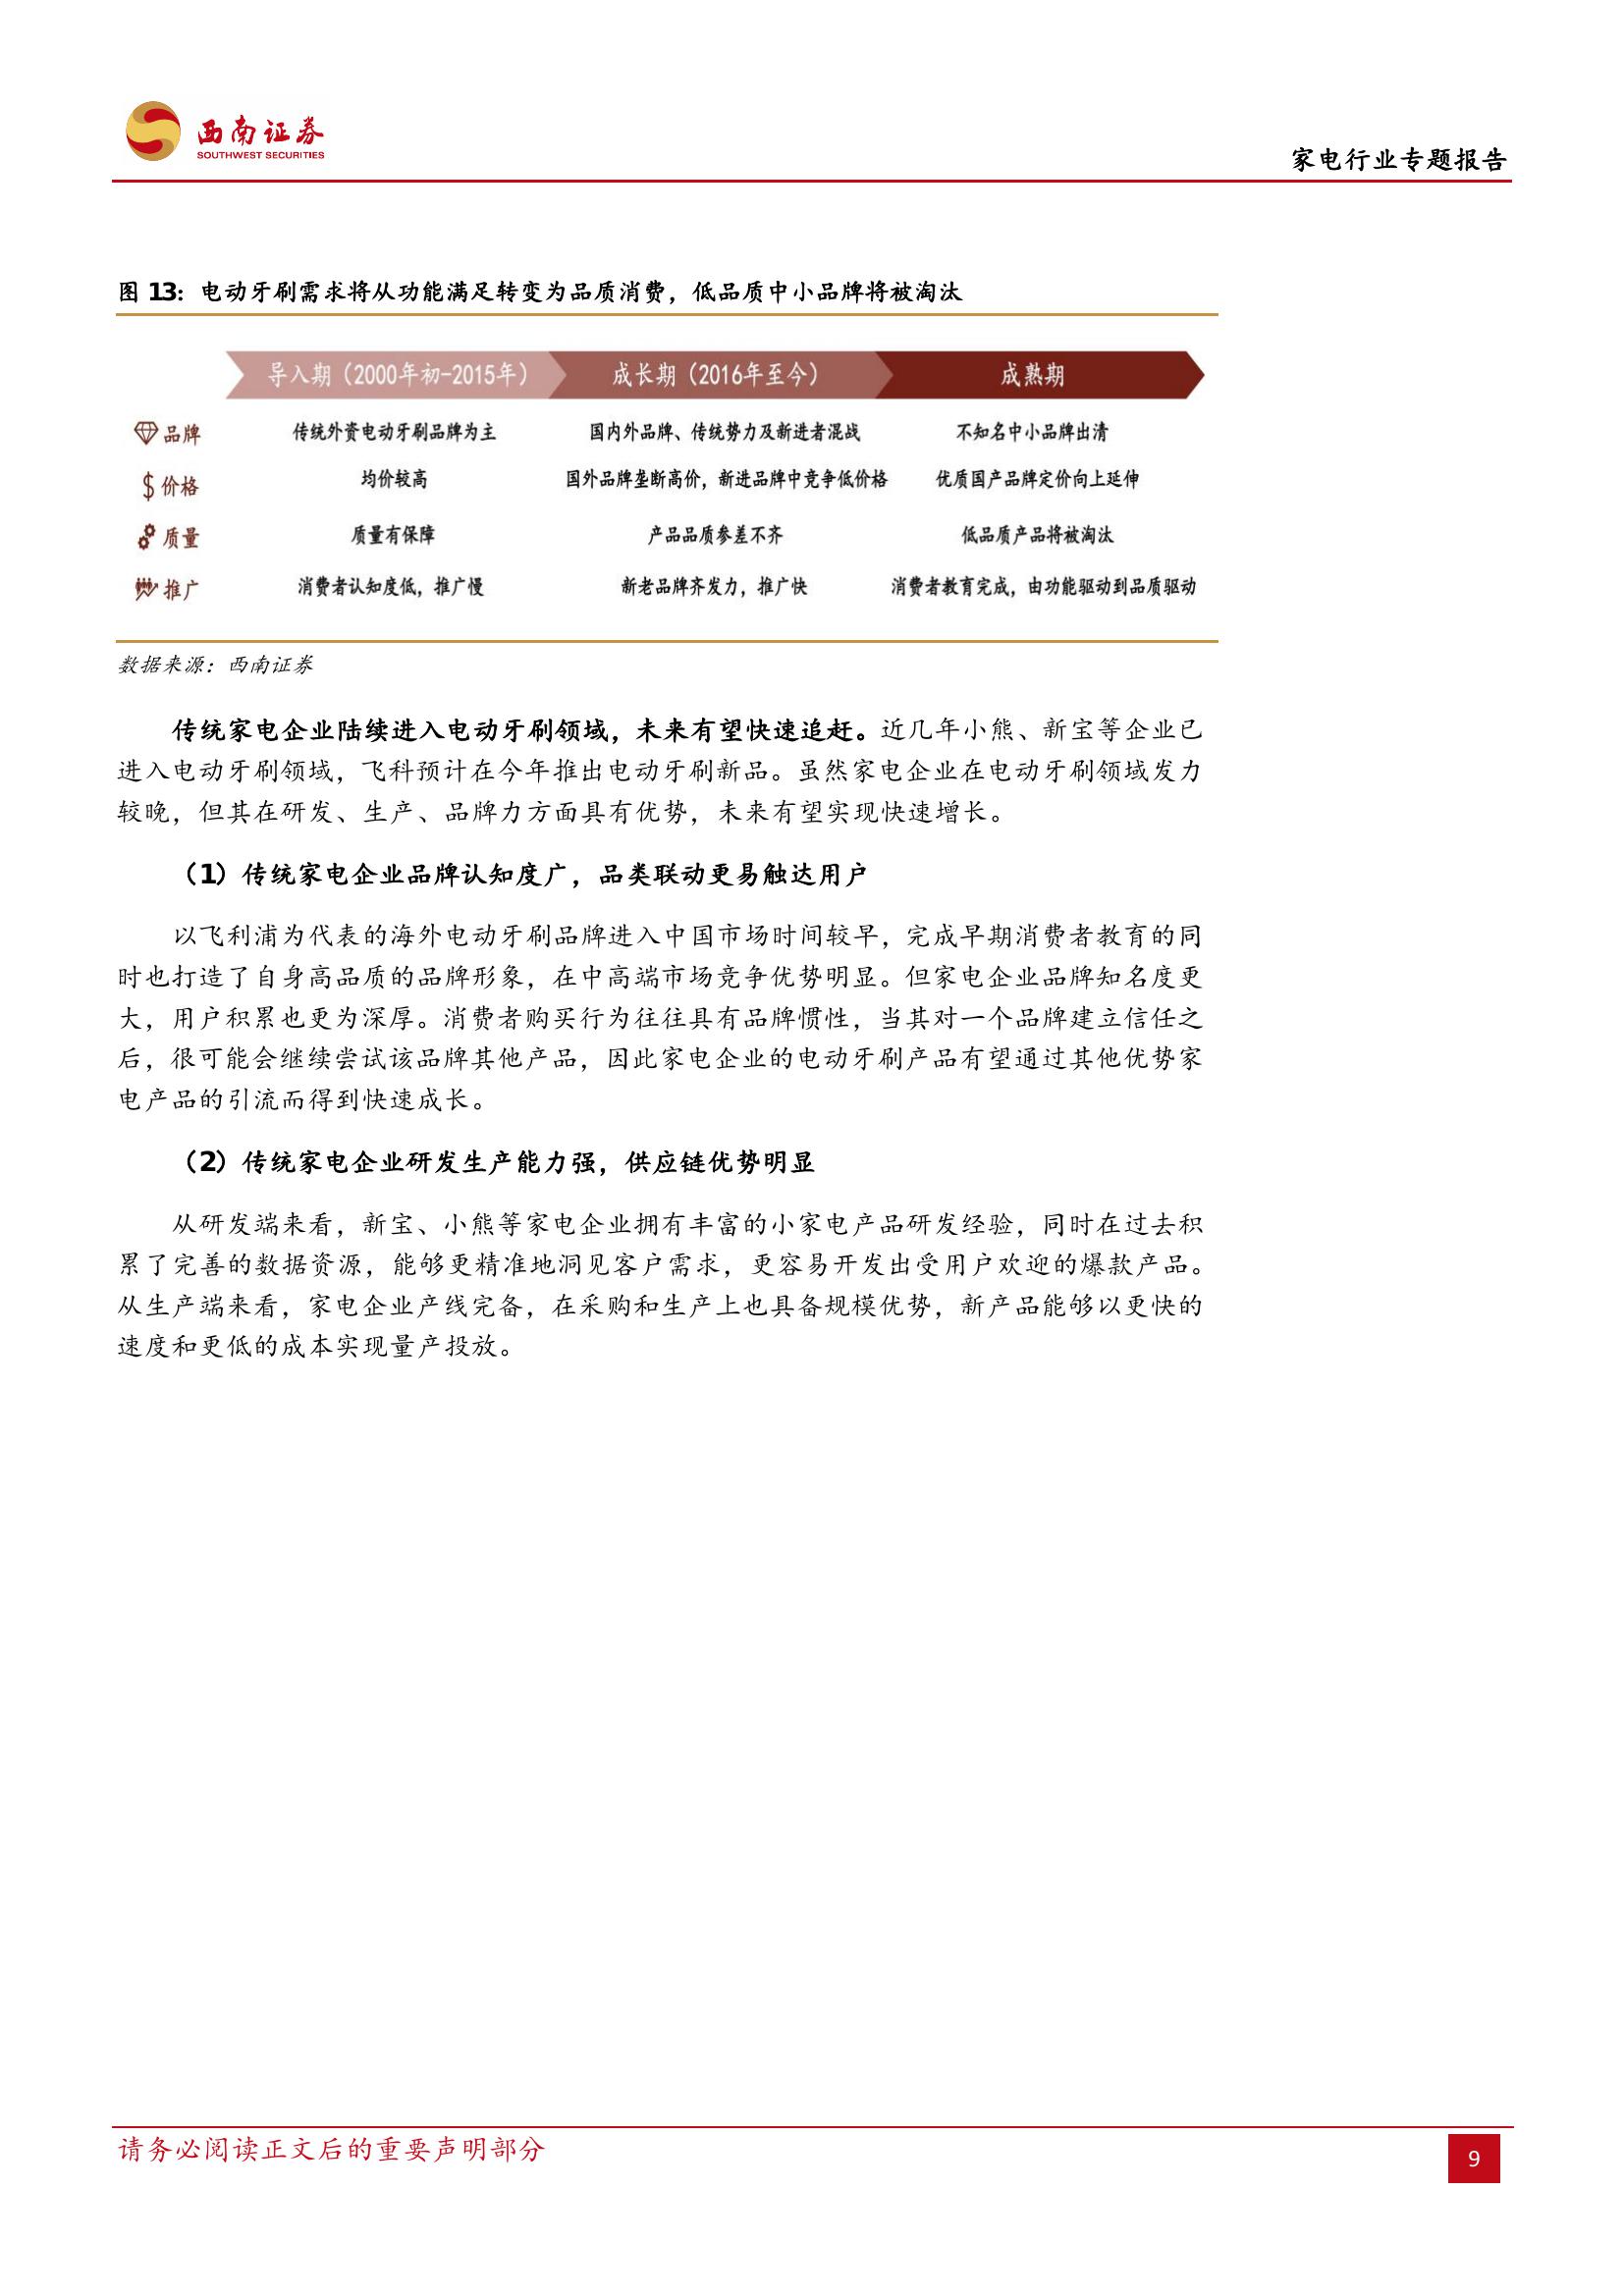 西南证券
SOUTHWEST SECURITIES
家电行业专题报告
图 13：电动牙刷需求将从功能满足转变为品质消费，低品质中小品牌将被淘汰
导入期（2000年初-2015年） 成长期（2016年至今） 成熟期
品牌 传统外资电动牙刷品牌为主 国内外品牌、传统势力及新进者混战 不知名中小品牌出清
价格 均价较高 国外品牌垄断高价，新进品牌中竞争低价格 优质国产品牌定价向上延伸
质量 质量有保障 产品品质参差不齐 低品质产品将被淘汰
推广 消费者认知度低，推广慢 新老品牌齐发力，推广快 消费者教育完成，由功能驱动到品质驱动
数据来源：西南证券
传统家电企业陆续进入电动牙刷领域，未来有望快速追赶。近几年小熊、新宝等企业已
进入电动牙刷领域，飞科预计在今年推出电动牙刷新品。虽然家电企业在电动牙刷领域发力
较晚，但其在研发、生产、品牌力方面具有优势，未来有望实现快速增长。
（1）传统家电企业品牌认知度广，品类联动更易触达用户
以飞利浦为代表的海外电动牙刷品牌进入中国市场时间较早，完成早期消费者教育的同
时也打造了自身高品质的品牌形象，在中高端市场竞争优势明显。但家电企业品牌知名度更
大，用户积累也更为深厚。消费者购买行为往往具有品牌惯性，当其对一个品牌建立信任之
后，很可能会继续尝试该品牌其他产品，因此家电企业的电动牙刷产品有望通过其他优势家
电产品的引流而得到快速成长。
（2）传统家电企业研发生产能力强，供应链优势明显
从研发端来看，新宝、小熊等家电企业拥有丰富的小家电产品研发经验，同时在过去积
累了完善的数据资源，能够更精准地洞见客户需求，更容易开发出受用户欢迎的爆款产品。
从生产端来看，家电企业产线完备，在采购和生产上也具备规模优势，新产品能够以更快的
速度和更低的成本实现量产投放。
请务必阅读正文后的重要声明部分
9